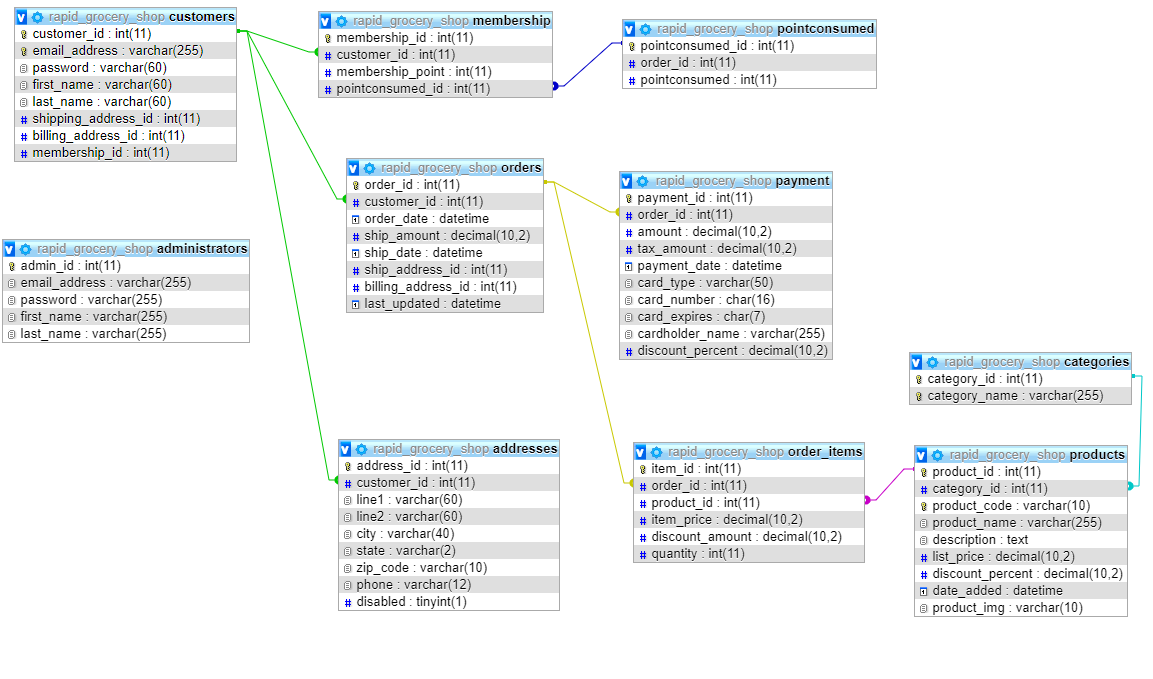 rapid_grocery_shop customers
customer_id : int(11)
email_address : varchar(255)
password : varchar(60)
first_name : varchar(60)
last_name : varchar(60)
shipping_address_id : int(11)
billing_address_id : int(11)
membership_id : int(11)
rapid_grocery_shop membership
membership_id : int(11)
customer_id : int(11)
membership_point : int(11)
pointconsumed_id : int(11)
rapid_grocery_shop pointconsumed
pointconsumed_id : int(11)
order_id : int(11)
pointconsumed : int(11)
rapid_grocery_shop orders
order_id : int(11)
customer_id : int(11)
order_date : datetime
ship_amount : decimal(10,2)
ship_date : datetime
ship_address_id : int(11)
billing_address_id : int(11)
last_updated : datetime
rapid_grocery_shop payment
payment_id : int(11)
order_id : int(11)
amount : decimal(10,2)
tax_amount : decimal(10,2)
payment_date : datetime
card_type : varchar(50)
card_number : char(16)
card_expires : char(7)
cardholder_name : varchar(255)
discount_percent : decimal(10,2)
rapid_grocery_shop administrators
admin_id : int(11)
email_address : varchar(255)
password : varchar(255)
first_name : varchar(255)
last_name : varchar(255)
rapid_grocery_shop categories
category_id : int(11)
category_name : varchar(255)
rapid_grocery_shop addresses
address_id : int(11)
customer_id : int(11)
line1 : varchar(60)
line2 : varchar(60)
city : varchar(40)
state : varchar(2)
zip_code : varchar(10)
phone : varchar(12)
disabled : tinyint(1)
rapid_grocery_shop order_items
item_id : int(11)
order_id : int(11)
product_id : int(11)
item_price : decimal(10,2)
discount_amount : decimal(10,2)
quantity : int(11)
rapid_grocery_shop products
product_id : int(11)
category_id : int(11)
product_code : varchar(10)
product_name : varchar(255)
description : text
list_price : decimal(10,2)
discount_percent : decimal(10,2)
date_added : datetime
product_img : varchar(10)